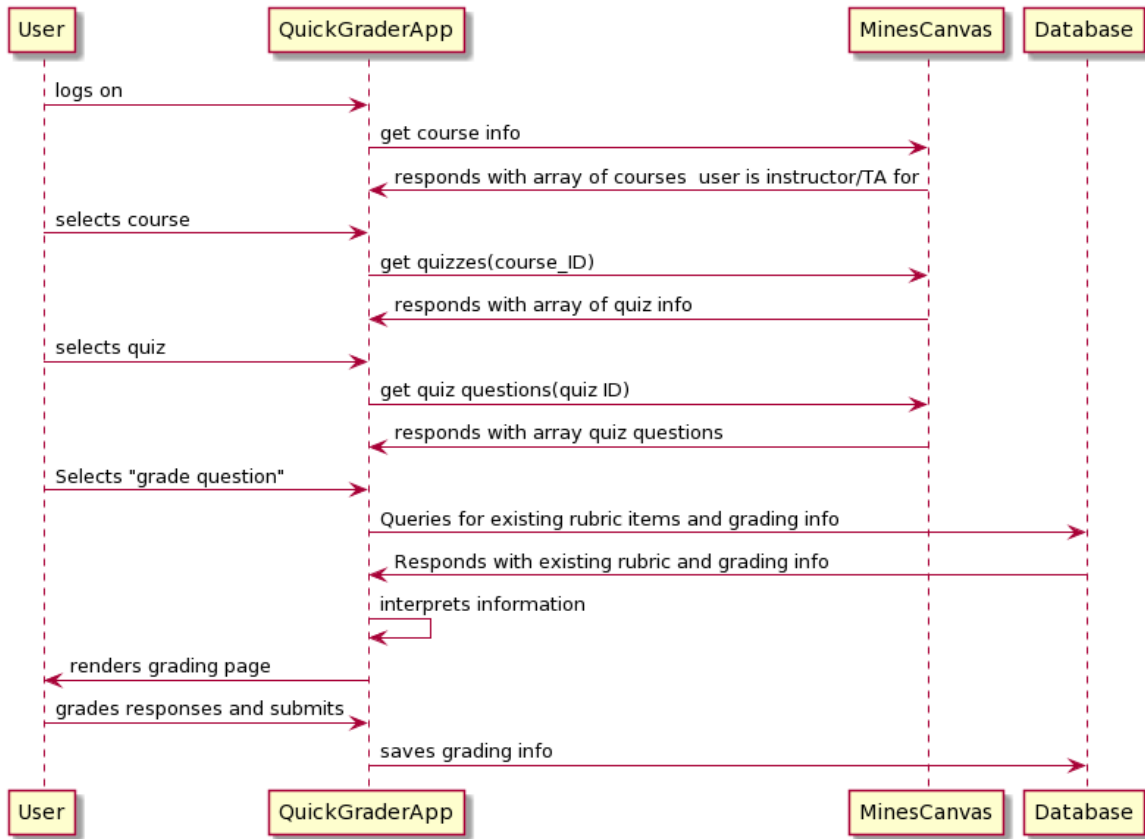 User QuickGraderApp MinesCanvas Database
logs on
get course info
responds with array of courses  user is instructor/TA for
selects course
get quizzes(course_ID)
responds with array of quiz info
selects quiz
get quiz questions(quiz ID)
responds with array quiz questions
Selects "grade question"
Queries for existing rubric items and grading info
Responds with existing rubric and grading info
interprets information
renders grading page
grades responses and submits
saves grading info
User QuickGraderApp MinesCanvas Database